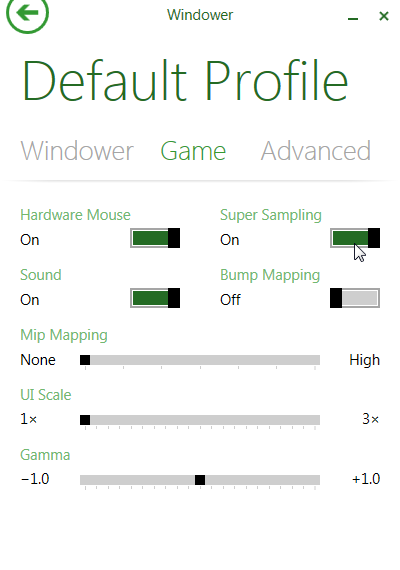 Windower
Default Profile
Windower Game Advanced
Hardware Mouse Super Sampling
On On
Sound Bump Mapping
On Off
Mip Mapping
None High
UI Scale
1× 3×
Gamma
−1.0 +1.0